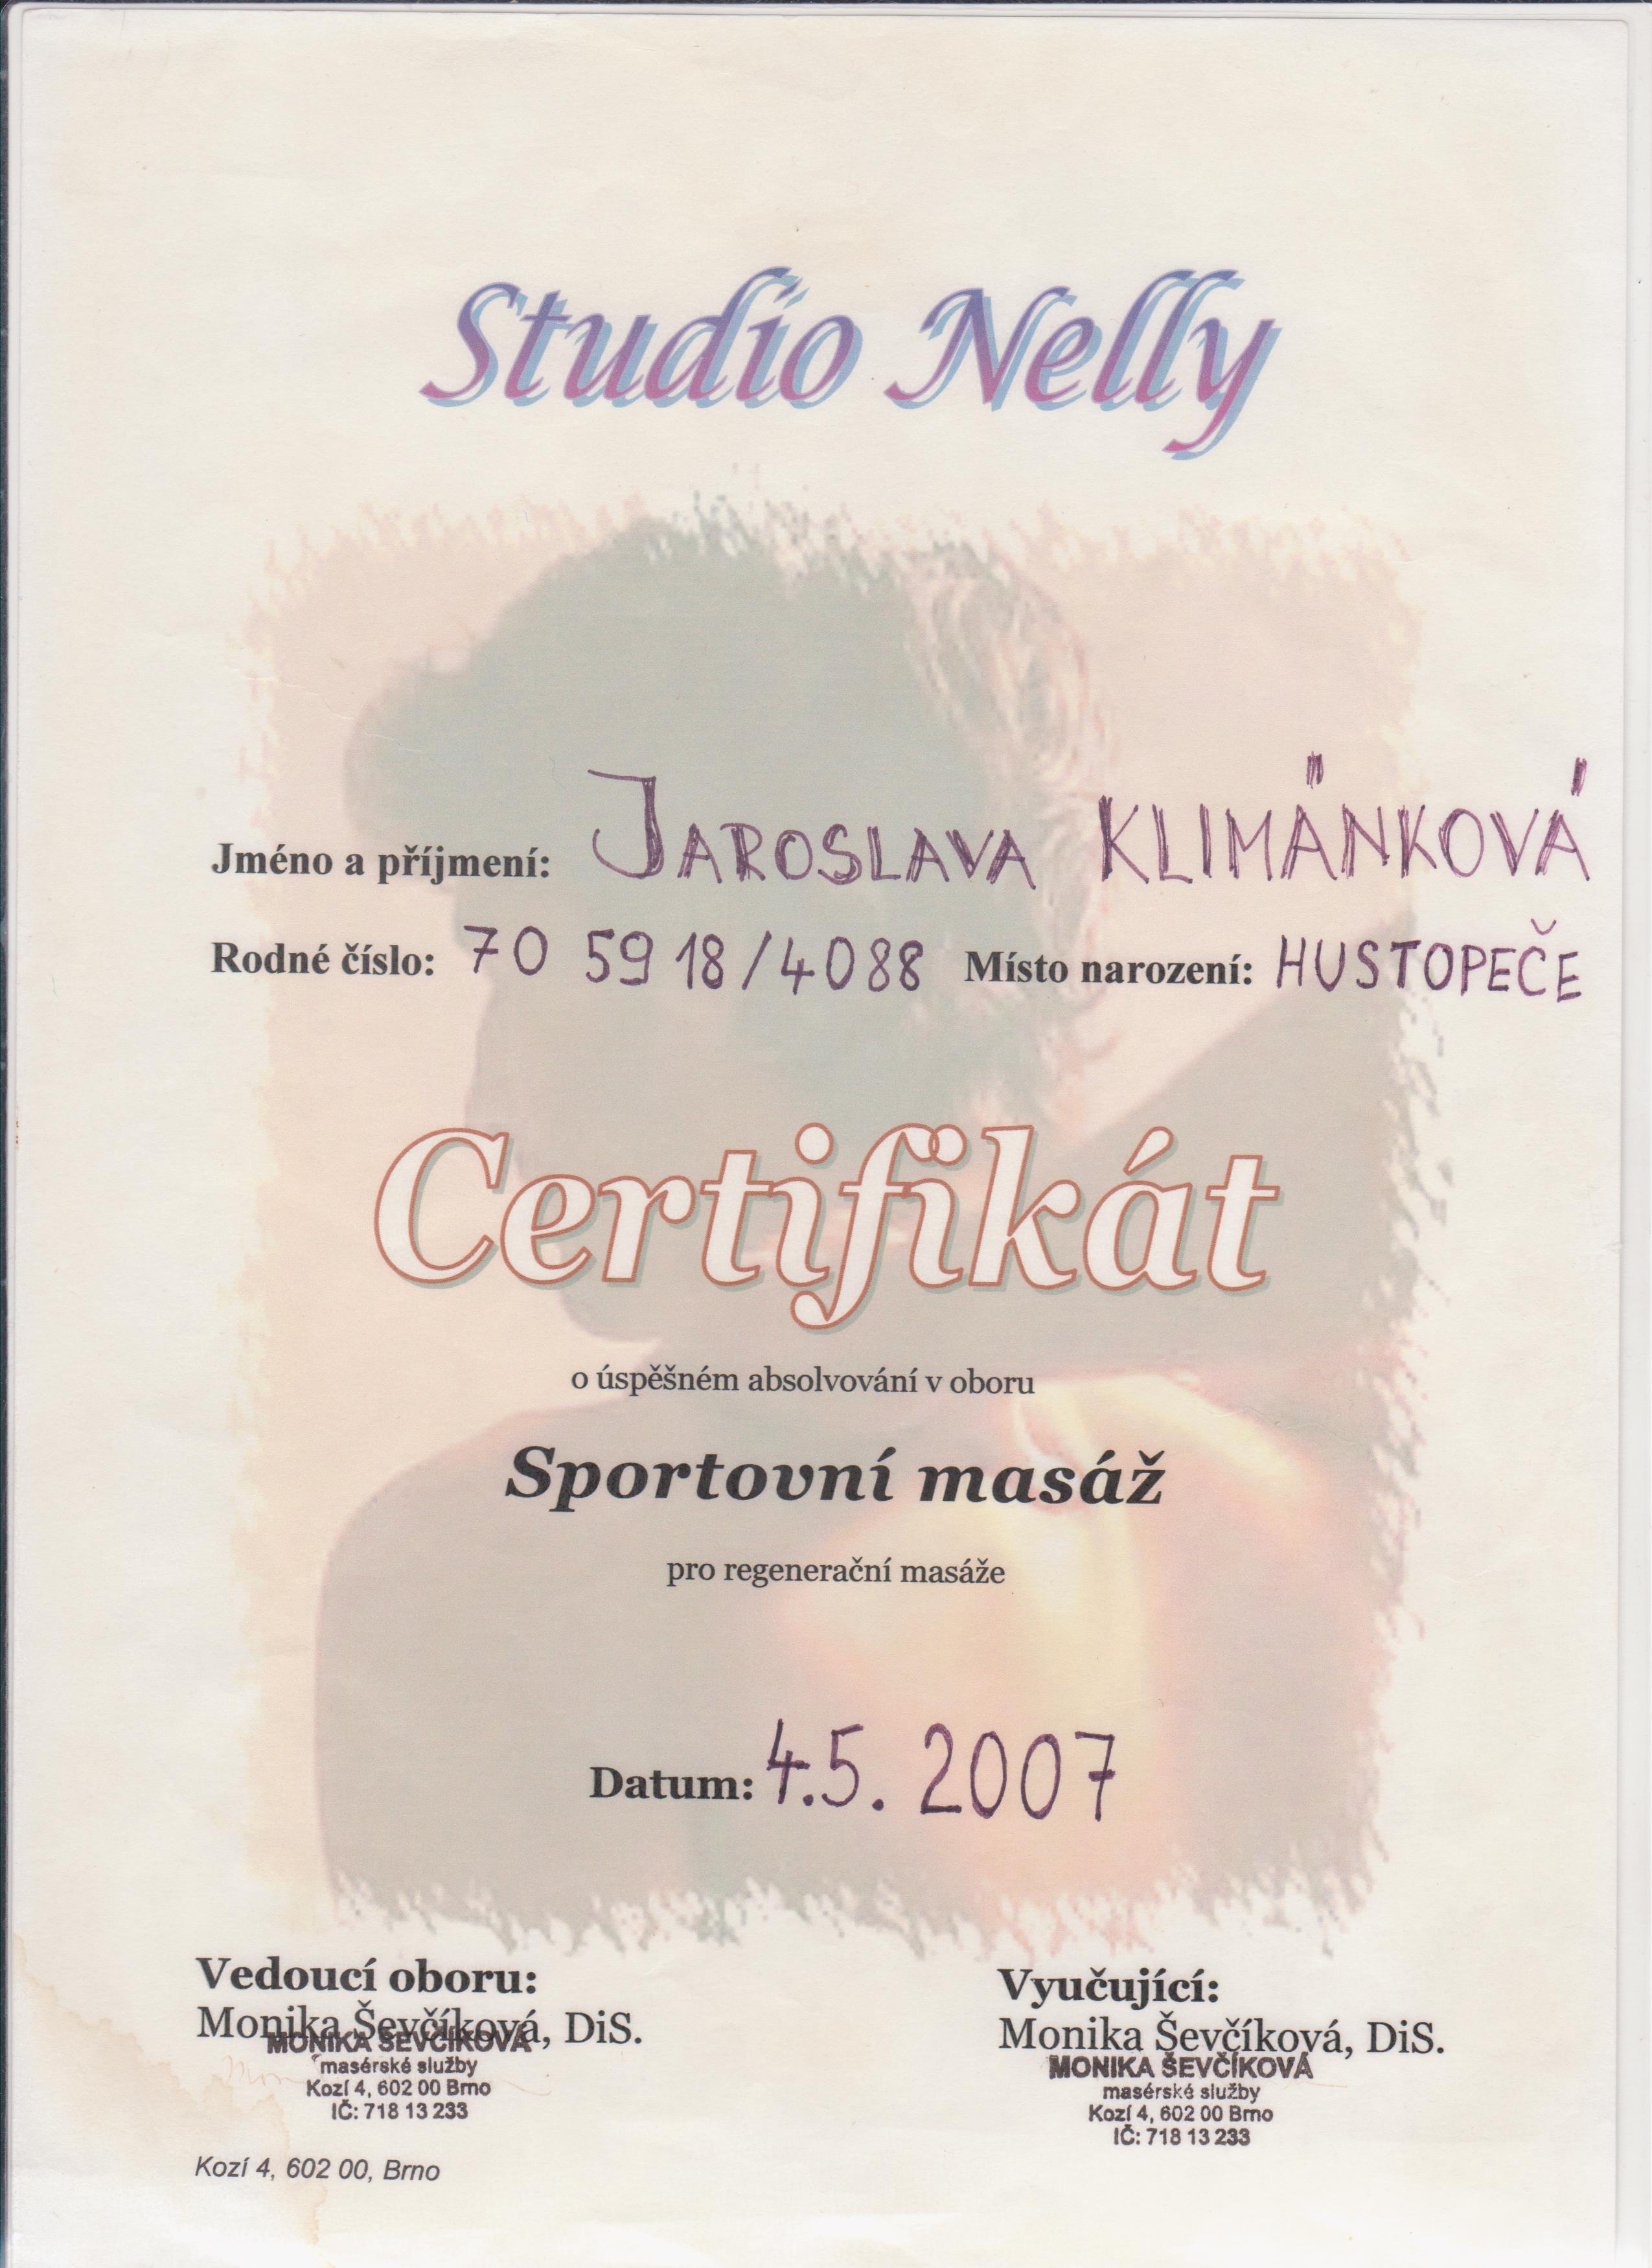 Studio Nelly
Jméno a příjmení: JAROSLAVA KLIMÁNKOVÁ
Rodné číslo: 70 59 18/4088 Místo narození: HUSTOPEČE
Certifikát
o úspěšném absolvování v oboru
Sportovní masáž
pro regenerační masáže
Datum: 4.5. 2007
Vedoucí oboru:
Monika Ševčíková, DiS.
MONIKA ŠEVČÍKOVÁ
masérské služby
Kozí 4, 602 00 Brno
IČ: 718 13 233
Kozí 4, 602 00, Brno
Vyučující:
Monika Ševčíková, DiS.
MONIKA ŠEVČÍKOVÁ
masérské služby
Kozí 4, 602 00 Brno
IČ: 718 13 233